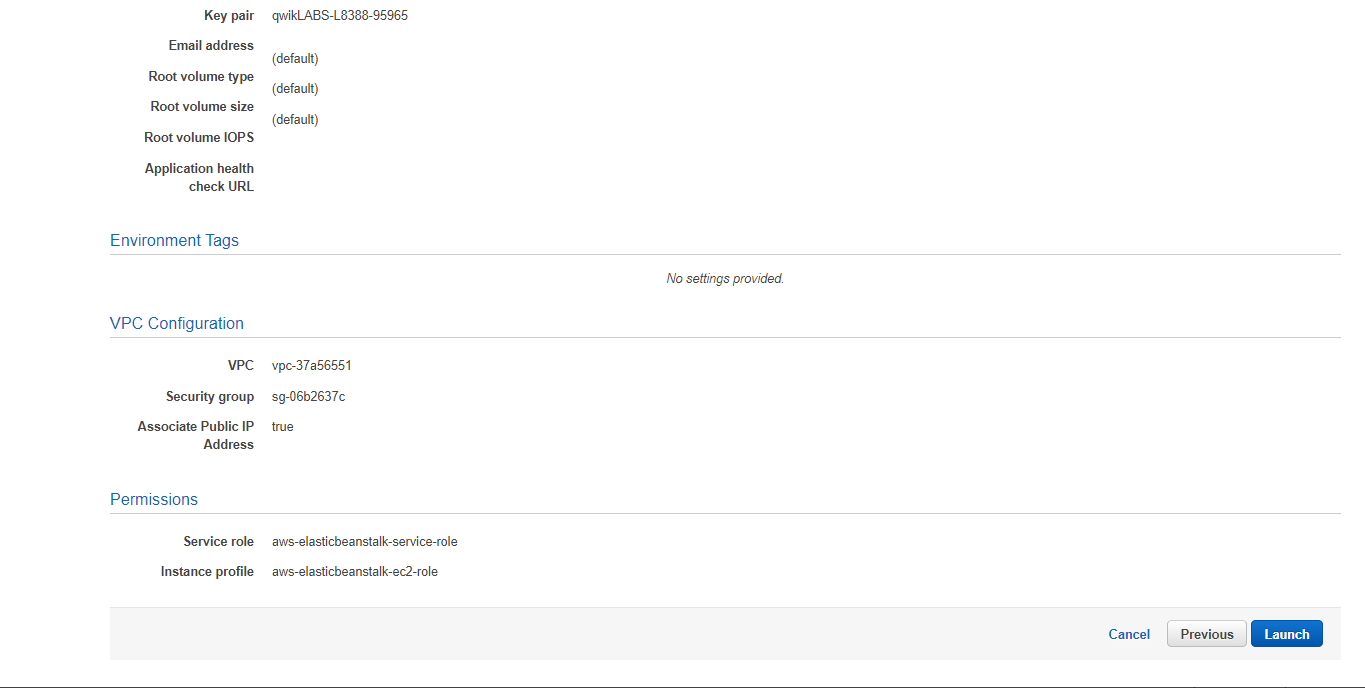 Key pair qwikLABS-L8388-95965
Email address
(default)
Root volume type
(default)
Root volume size
(default)
Root volume IOPS
Application health
check URL
Environment Tags
No settings provided.
VPC Configuration
VPC vpc-37a56551
Security group sg-06b2637c
Associate Public IP true
Address
Permissions
Service role aws-elasticbeanstalk-service-role
Instance profile aws-elasticbeanstalk-ec2-role
Cancel Previous Launch